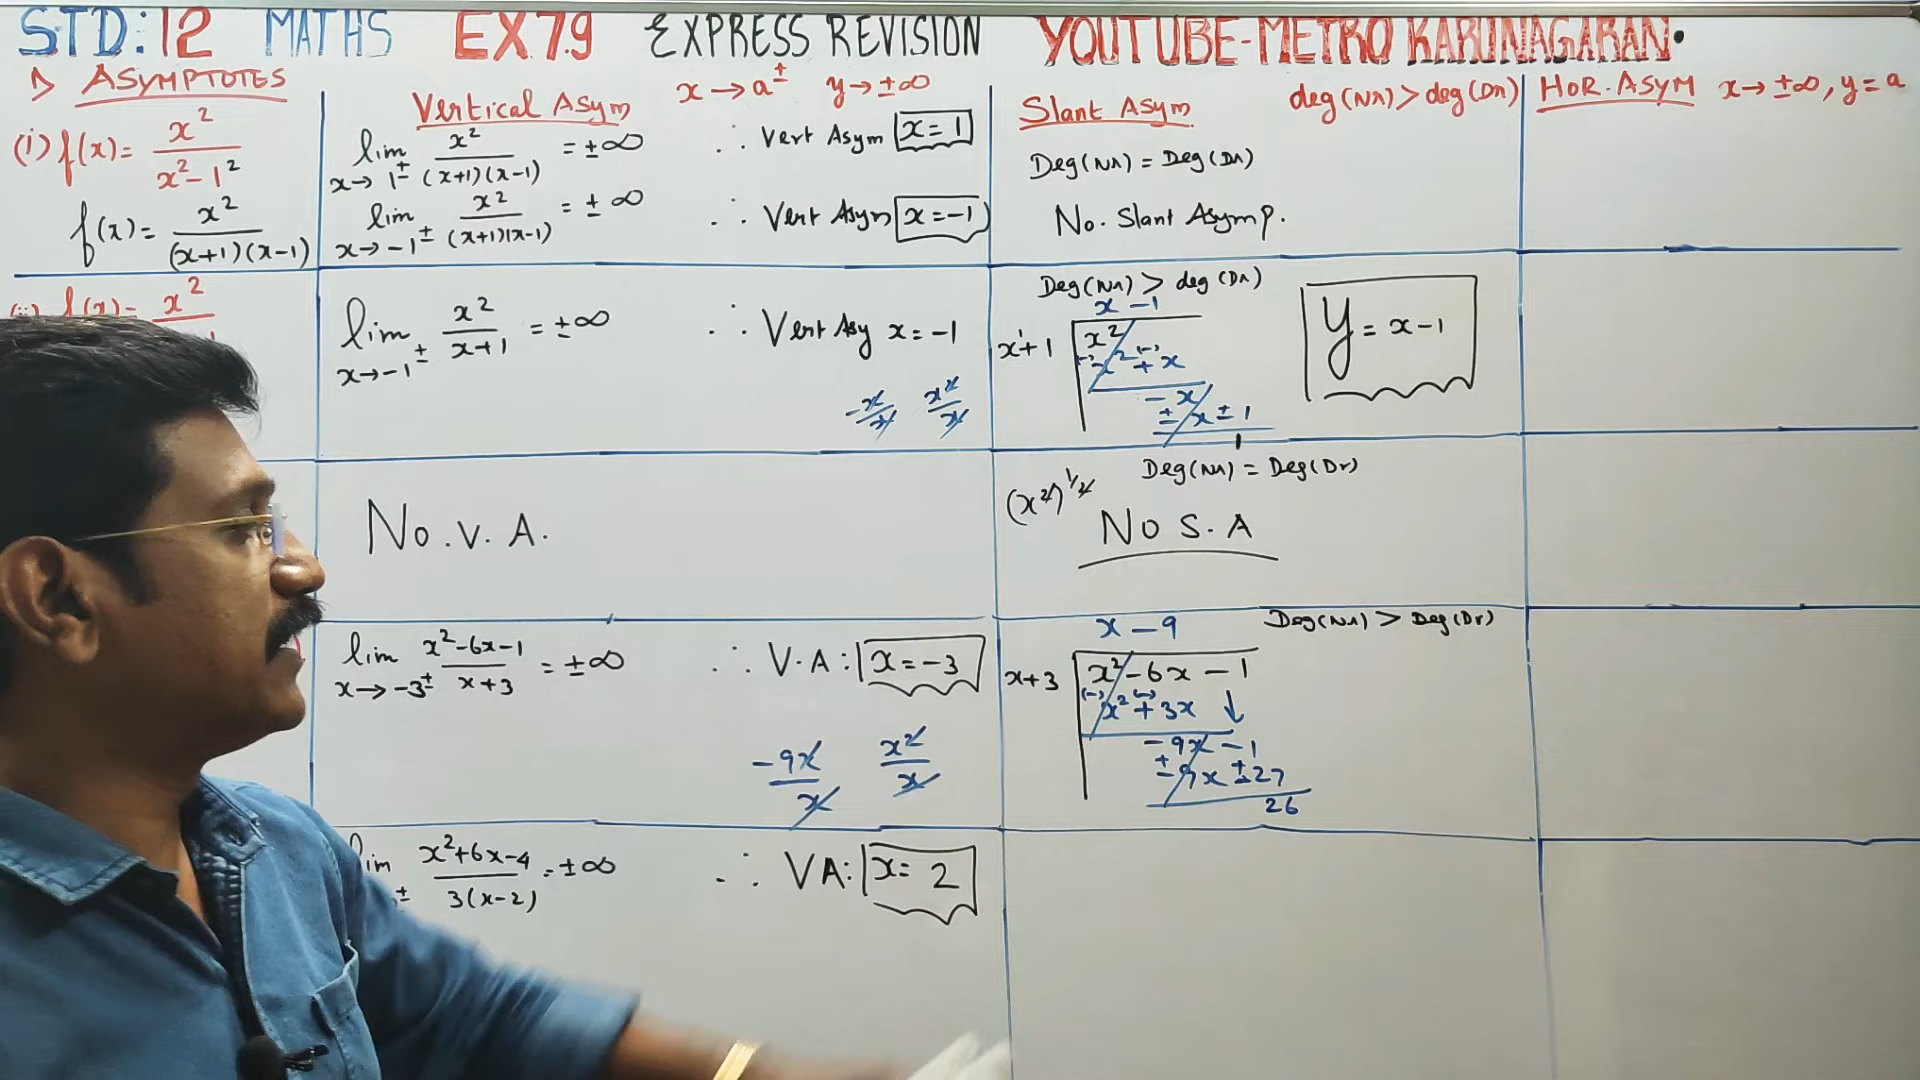 STD:12 MATHS EX 7.9 EXPRESS REVISION YOUTUBE-METRO KARUNAGARAN.
1) ASYMPTOTES
(i) f(x) = x² / x² - 1²
f(x) = x² / (x+1)(x-1)
f(x) = x²
Vertical Asym x → a± y → ±∞
lim x→1± x² / (x+1)(x-1) = ±∞ ∴ Vert Asym x = 1
lim x→-1± x² / (x+1)(x-1) = ±∞ ∴ Vert Asym x = -1
lim x→-1± x² / x+1 = ±∞ ∴ Vert Asy x = -1
-x/x x²/x
No. V. A.
lim x→-3± x²-6x-1 / x+3 = ±∞ ∴ V.A: x = -3
-9x/x x²/x
im ± x²+6x-4 / 3(x-2) = ±∞ ∴ VA: x = 2
Slant Asym deg(Nr) > deg(Dr)
Deg(Nr) = Deg(Dr)
No. Slant Asymp.
Deg(Nr) > deg(Dr)
x - 1
x+1 x²
(-) x² (-) + x
- x
± x ± 1
1
y = x - 1
(x²)^1/2 Deg(Nr) = Deg(Dr)
NO S.A
x - 9 Deg(Nr) > Deg(Dr)
x+3 x² - 6x - 1
(-) x² (-) + 3x ↓
- 9x - 1
± 9x ± 27
26
HOR. ASYM x → ±∞, y = a